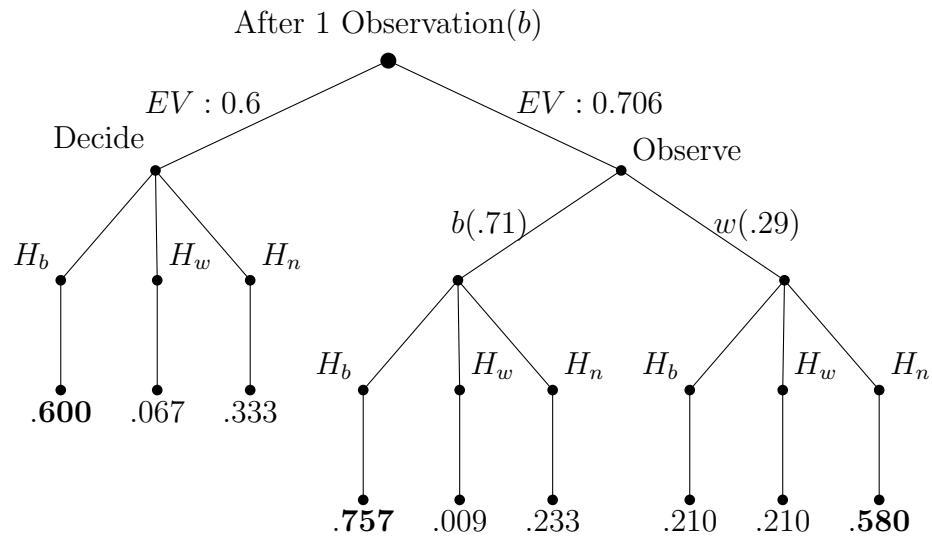 After 1 Observation(b)
EV : 0.6
EV : 0.706
Decide
Observe
b(.71)
w(.29)
H_b
H_w
H_n
H_b
H_w
H_n
H_b
H_w
H_n
.600
.067
.333
.757
.009
.233
.210
.210
.580